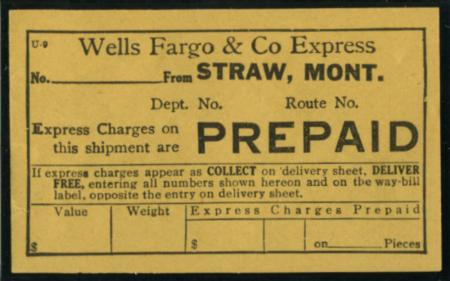 U-9
Wells Fargo & Co Express
No. From STRAW, MONT.
Dept. No. Route No.
Express Charges on
this shipment are PREPAID
If express charges appear as COLLECT on delivery sheet, DELIVER
FREE, entering all numbers shown hereon and on the way-bill
label, opposite the entry on delivery sheet.
Value Weight Express Charges Prepaid
$ $ on Pieces